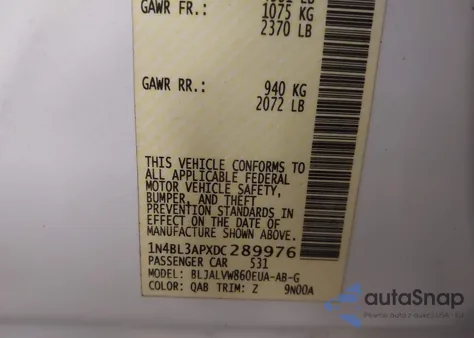 GAWR FR.: 1075 KG
2370 LB
GAWR RR.: 940 KG
2072 LB
THIS VEHICLE CONFORMS TO
ALL APPLICABLE FEDERAL
MOTOR VEHICLE SAFETY,
BUMPER, AND THEFT
PREVENTION STANDARDS IN
EFFECT ON THE DATE OF
MANUFACTURE SHOWN ABOVE.
1N4BL3APXDC289976
PASSENGER CAR 531
MODEL: BLJALVW860EUA-AB-G
COLOR: QAB TRIM: Z 9N00A
autoSnap